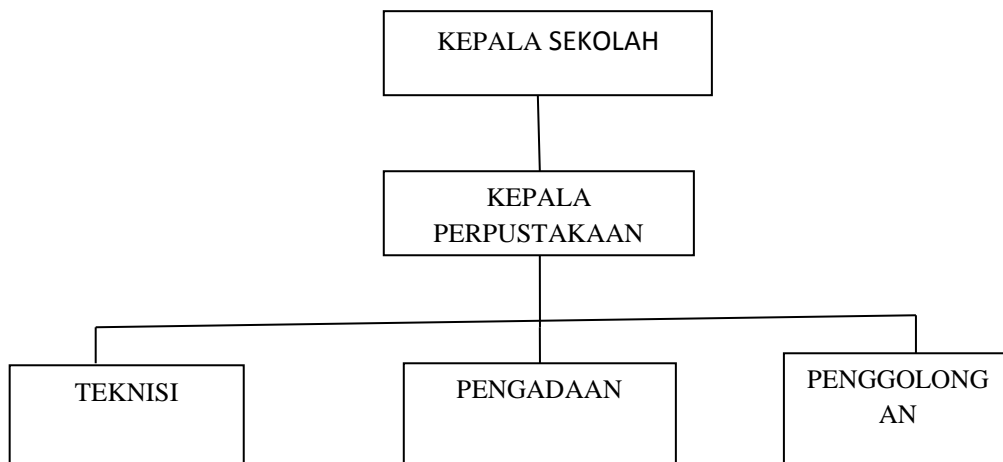 KEPALA SEKOLAH
KEPALA
PERPUSTAKAAN
TEKNISI
PENGADAAN
PENGGOLONG
AN